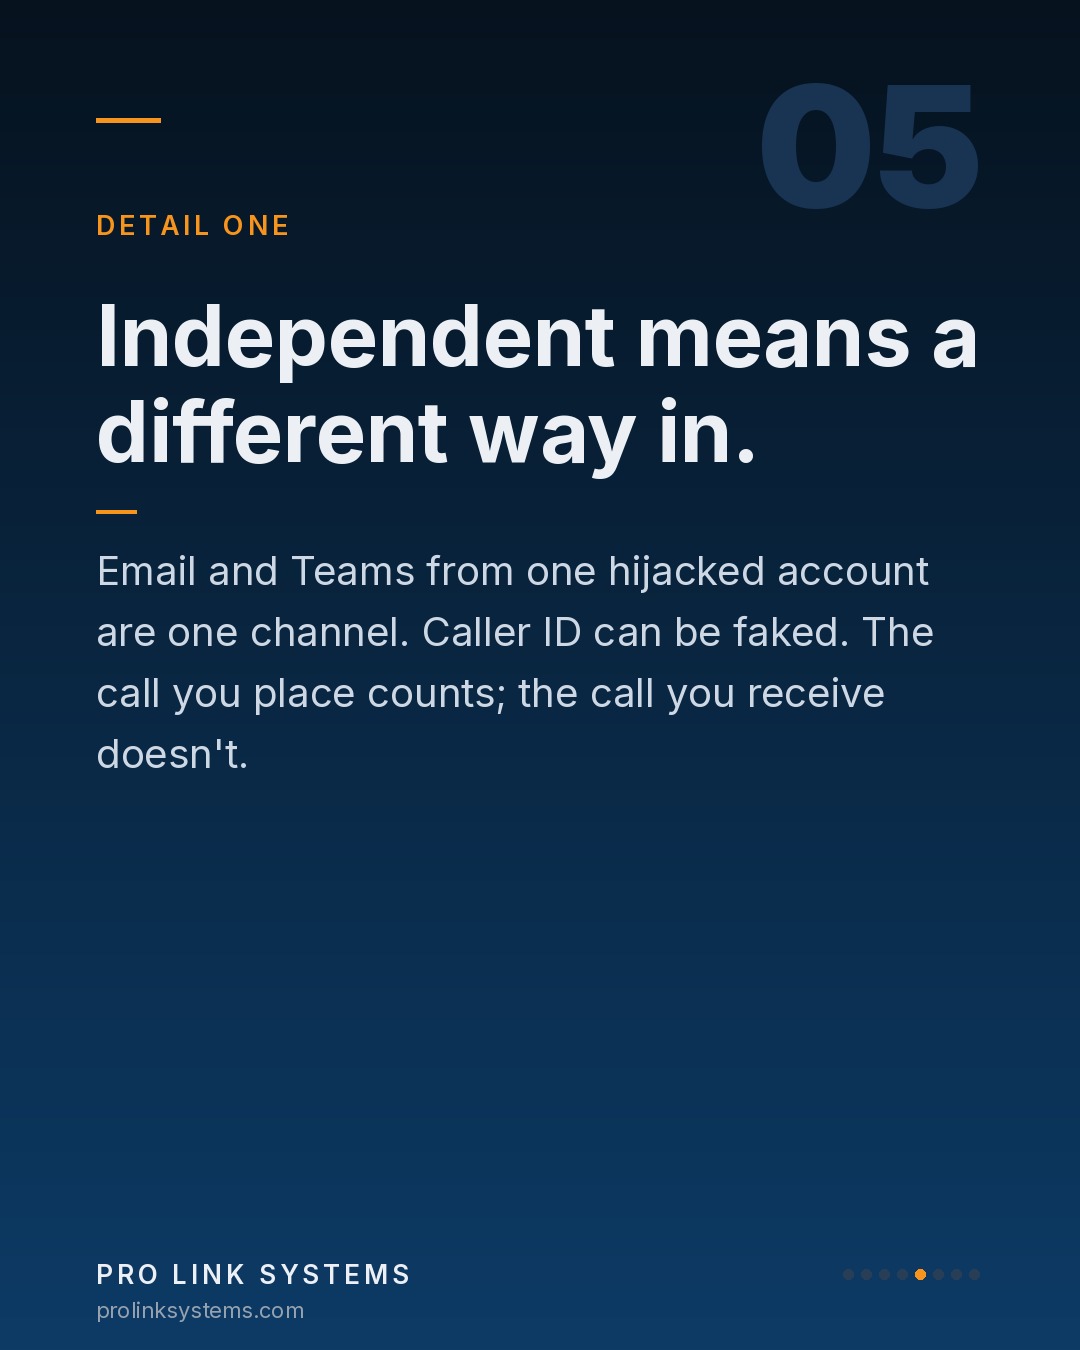 05
DETAIL ONE
Independent means a
different way in.
Email and Teams from one hijacked account
are one channel. Caller ID can be faked. The
call you place counts; the call you receive
doesn't.
PRO LINK SYSTEMS
prolinksystems.com